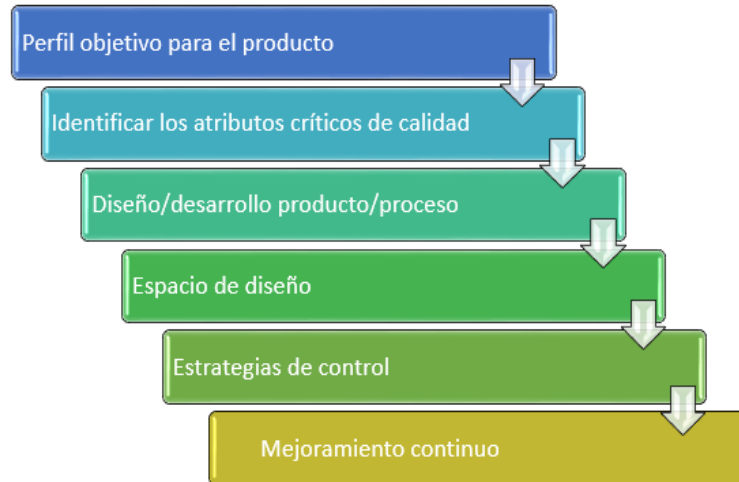 Perfil objetivo para el producto
Identificar los atributos críticos de calidad
Diseño/desarrollo producto/proceso
Espacio de diseño
Estrategias de control
Mejoramiento continuo